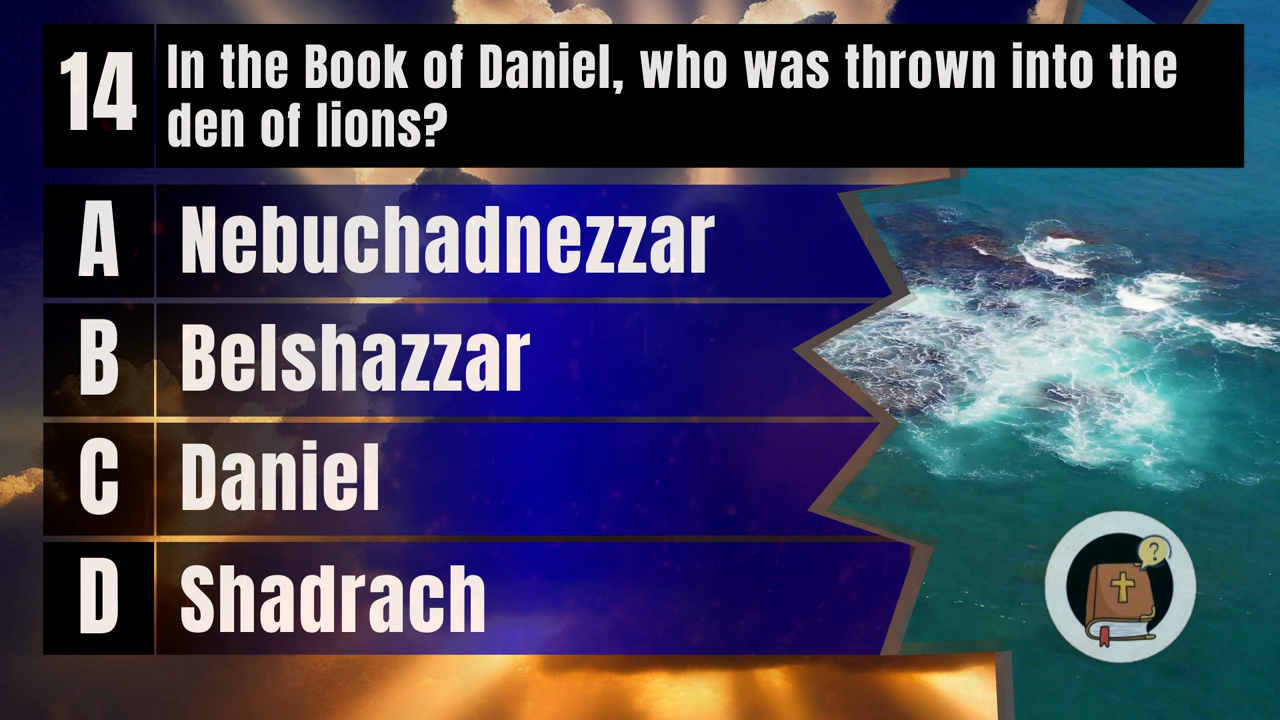 14
In the Book of Daniel, who was thrown into the
den of lions?
A Nebuchadnezzar
B Belshazzar
C Daniel
D Shadrach
?